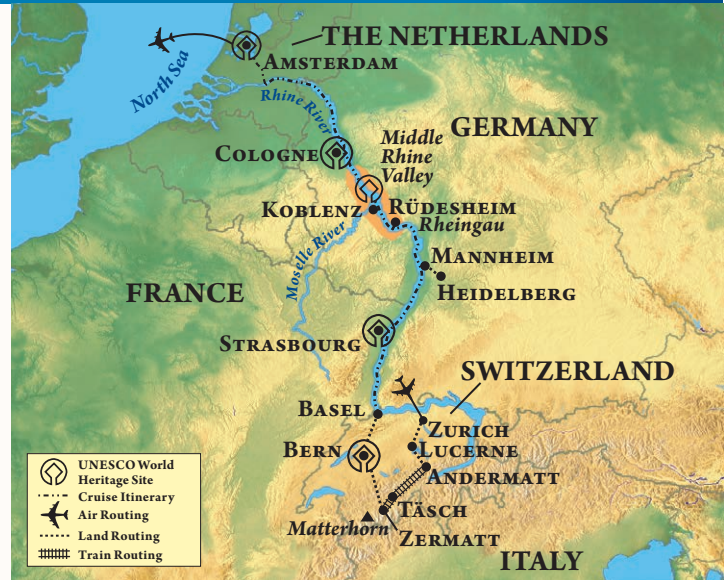 THE NETHERLANDS
AMSTERDAM
North Sea
Rhine River
GERMANY
COLOGNE
Middle
Rhine
Valley
KOBLENZ
RÜDESHEIM
Rheingau
Moselle River
MANNHEIM
HEIDELBERG
FRANCE
STRASBOURG
SWITZERLAND
BASEL
ZURICH
BERN
LUCERNE
ANDERMATT
TÄSCH
Matterhorn
ZERMATT
ITALY
UNESCO World
Heritage Site
Cruise Itinerary
Air Routing
Land Routing
Train Routing